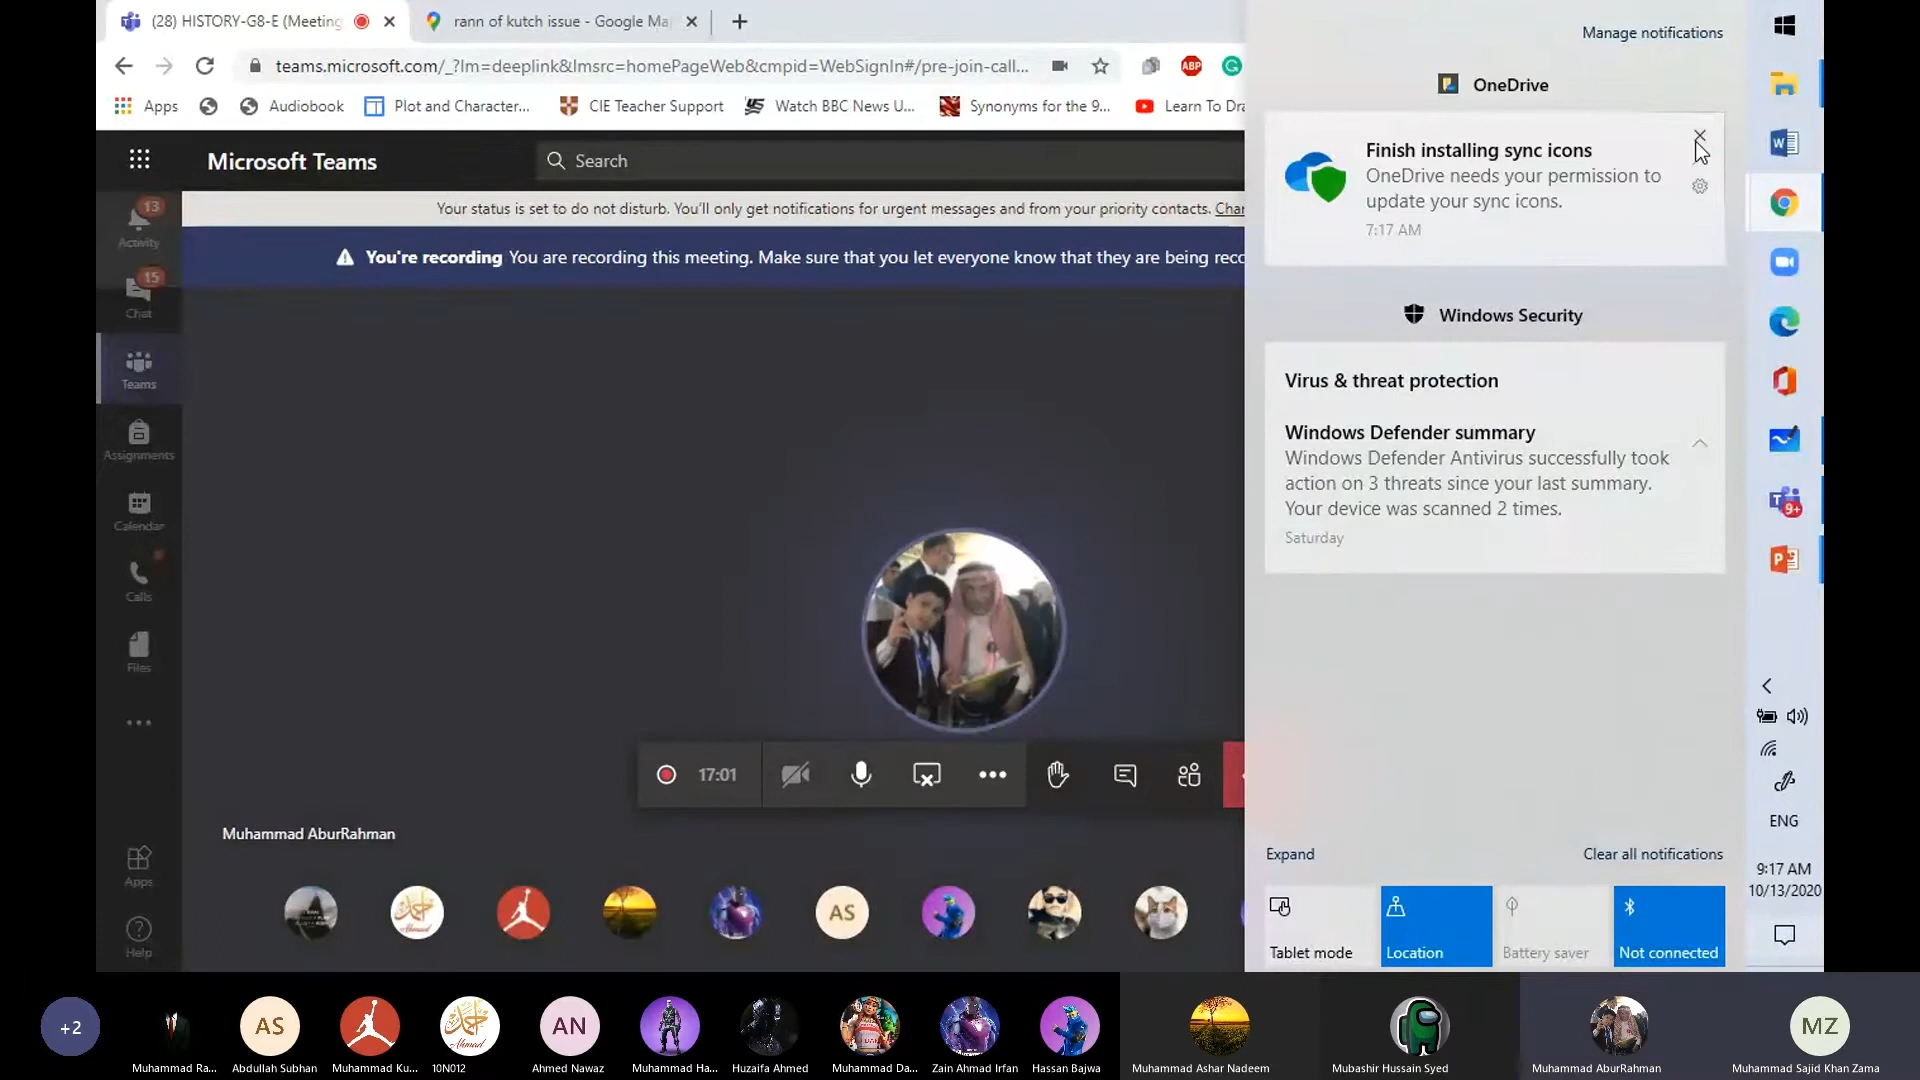 (28) HISTORY-G8-E (Meeting
rann of kutch issue - Google Ma
Manage notifications
teams.microsoft.com/_?lm=deeplink&lmsrc=homePageWeb&cmpid=WebSignIn#/pre-join-call...
ABP
OneDrive
Apps
Audiobook
Plot and Character...
CIE Teacher Support
Watch BBC News U...
Synonyms for the 9...
Learn To Dra
Finish installing sync icons
OneDrive needs your permission to
update your sync icons.
7:17 AM
Microsoft Teams
Search
Your status is set to do not disturb. You'll only get notifications for urgent messages and from your priority contacts. Chan
You're recording You are recording this meeting. Make sure that you let everyone know that they are being reco
13
Activity
15
Chat
Teams
Assignments
Calendar
Calls
Files
Apps
Help
Windows Security
Virus & threat protection
Windows Defender summary
Windows Defender Antivirus successfully took
action on 3 threats since your last summary.
Your device was scanned 2 times.
Saturday
9+
17:01
Muhammad AburRahman
AS
Expand
Clear all notifications
Tablet mode
Location
Battery saver
Not connected
ENG
9:17 AM
10/13/2020
+2
AS
AN
MZ
Muhammad Ra...
Abdullah Subhan
Muhammad Ku...
10N012
Ahmed Nawaz
Muhammad Ha...
Huzaifa Ahmed
Muhammad Da...
Zain Ahmad Irfan
Hassan Bajwa
Muhammad Ashar Nadeem
Mubashir Hussain Syed
Muhammad AburRahman
Muhammad Sajid Khan Zama